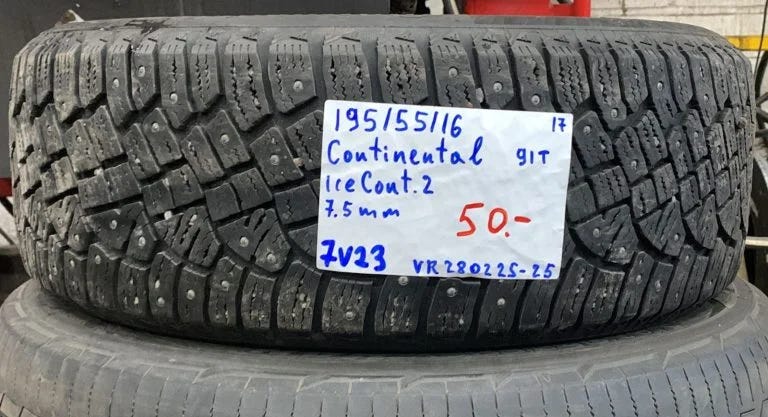 195/55/16 17
Continental 91T
IceCont.2
7.5mm 50.-
7V23 VR280225-25